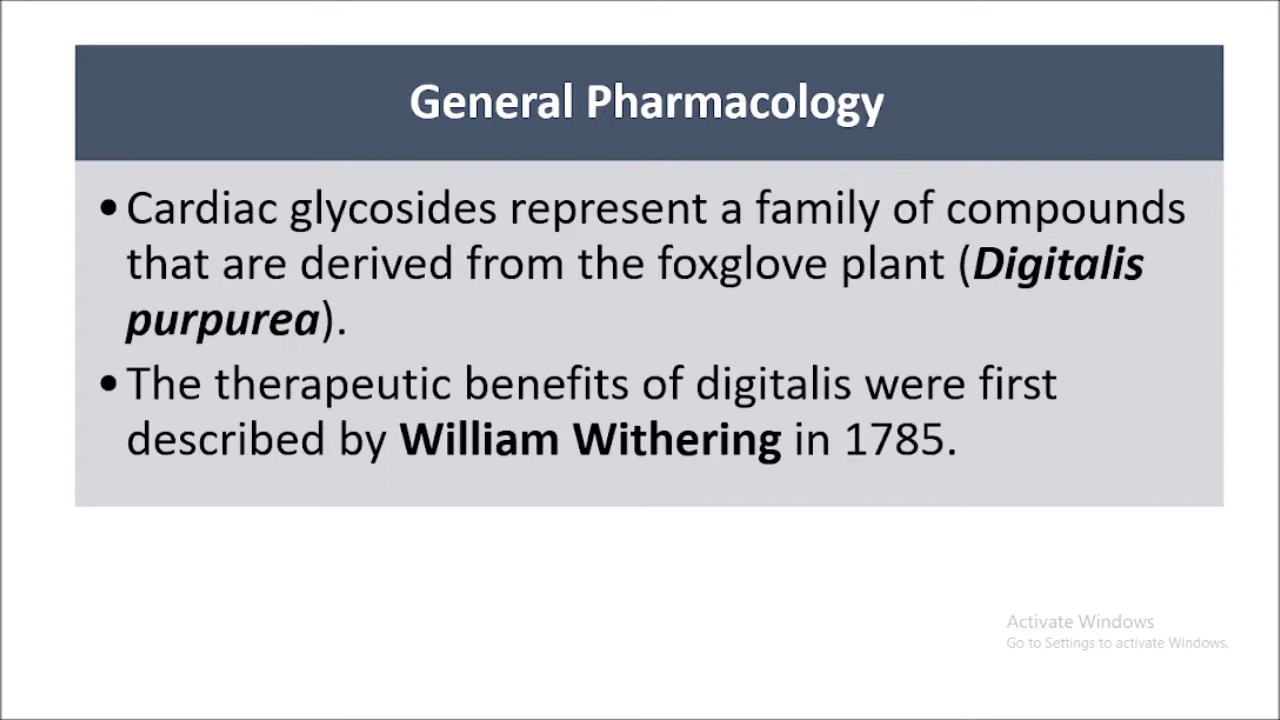 General Pharmacology
•Cardiac glycosides represent a family of compounds
that are derived from the foxglove plant (Digitalis
purpurea).
•The therapeutic benefits of digitalis were first
described by William Withering in 1785.
Activate Windows
Go to Settings to activate Windows.